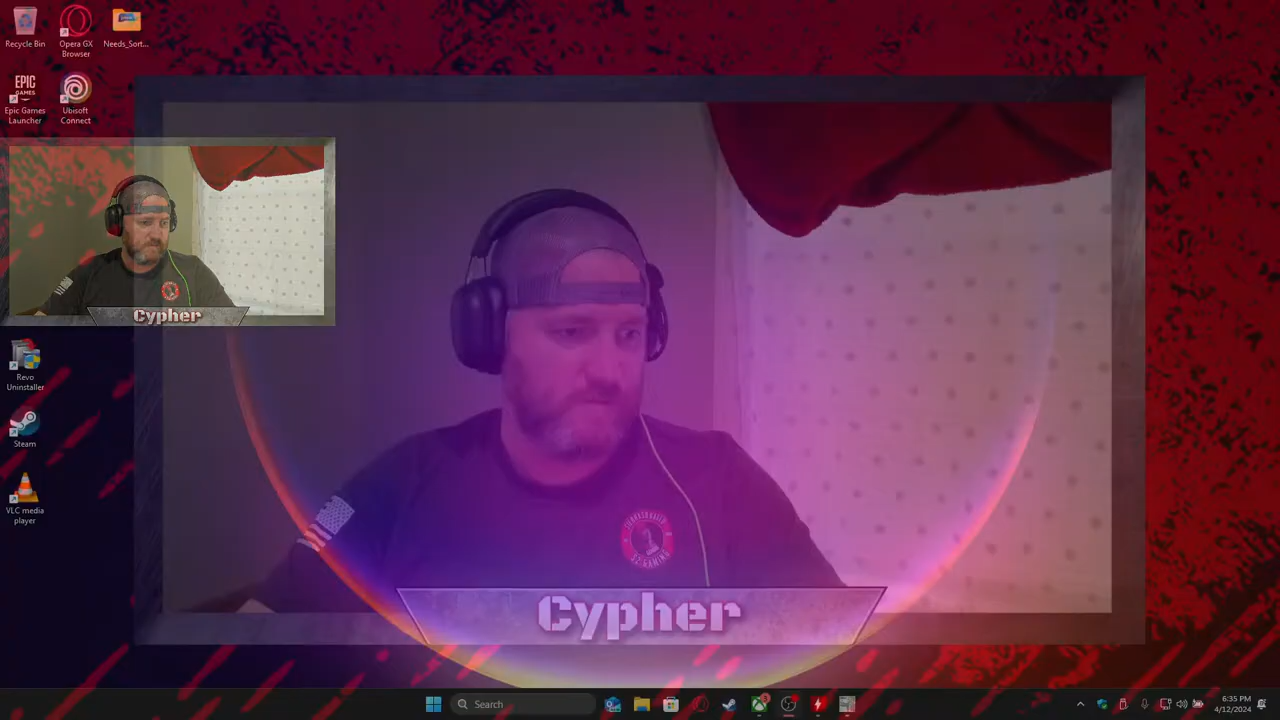 Recycle Bin
Opera GX
Browser
Needs_Sort...
EPIC
GAMES
Epic Games
Launcher
Ubisoft
Connect
Cypher
Revo
Uninstaller
Steam
VLC media
player
Cypher
Search
6:35 PM
4/12/2024